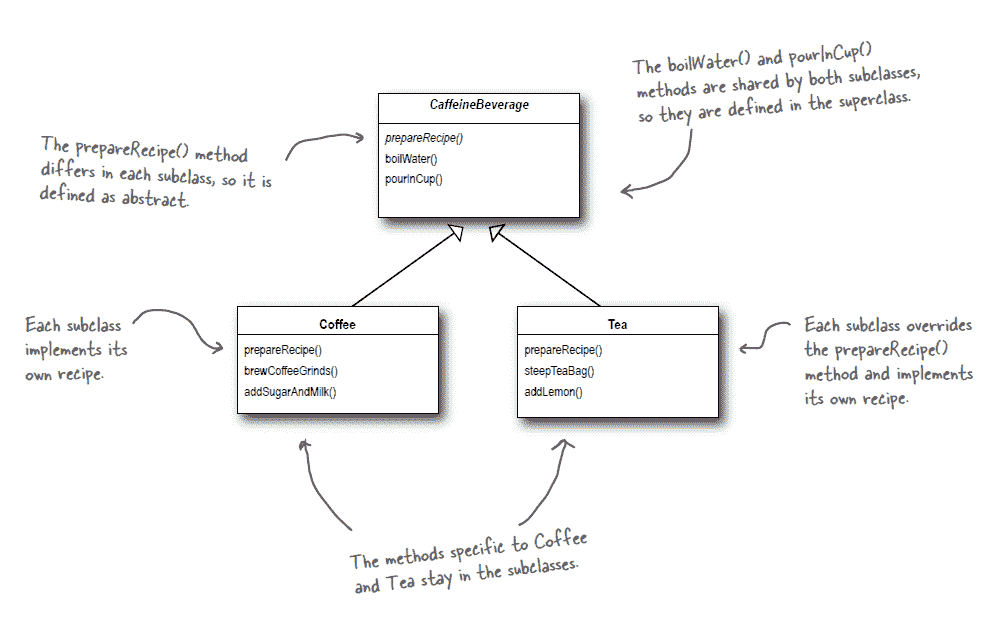 The boilWater() and pourInCup()
methods are shared by both subclasses,
so they are defined in the superclass.
CaffeineBeverage
prepareRecipe()
boilWater()
pourInCup()
The prepareRecipe() method
differs in each subclass, so it is
defined as abstract.
Coffee
prepareRecipe()
brewCoffeeGrinds()
addSugarAndMilk()
Tea
prepareRecipe()
steepTeaBag()
addLemon()
Each subclass
implements its
own recipe.
Each subclass overrides
the prepareRecipe()
method and implements
its own recipe.
The methods specific to Coffee
and Tea stay in the subclasses.